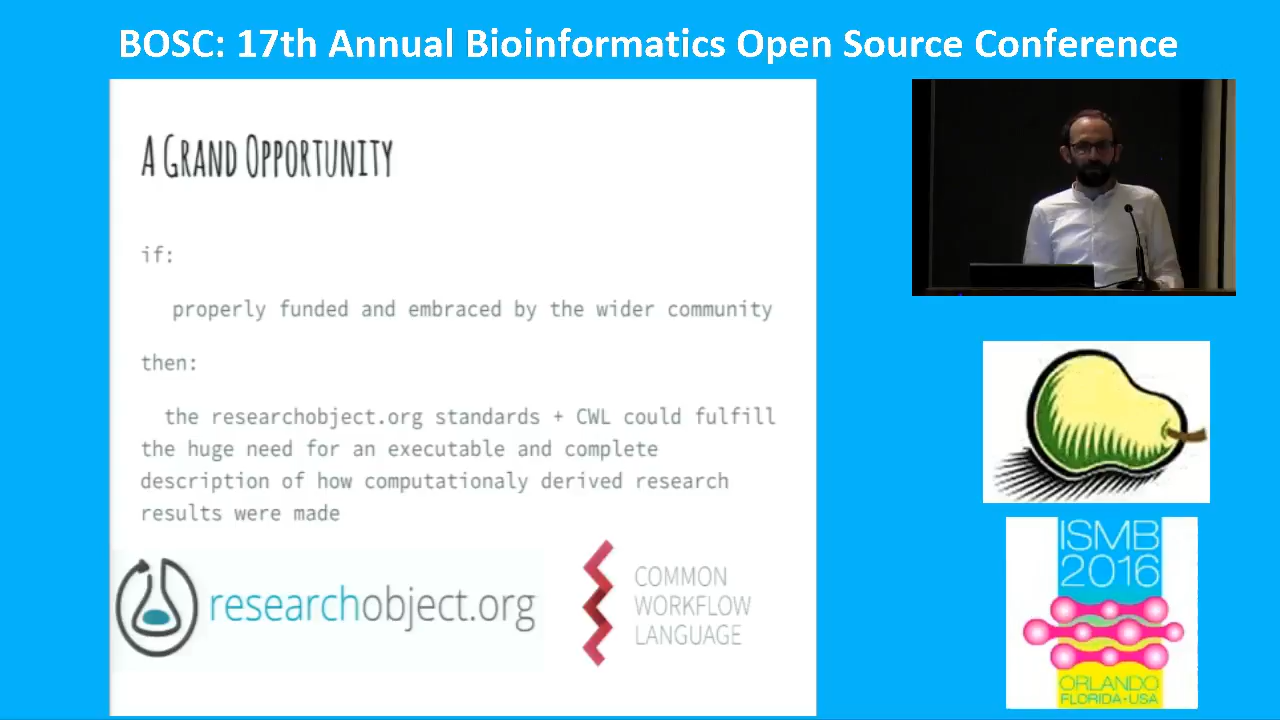 BOSC: 17th Annual Bioinformatics Open Source Conference
A GRAND OPPORTUNITY
if:
properly funded and embraced by the wider community
then:
the researchobject.org standards + CWL could fulfill
the huge need for an executable and complete
description of how computationaly derived research
results were made
researchobject.org
COMMON
WORKFLOW
LANGUAGE
ISMB
2016
ORLANDO
FLORIDA • USA